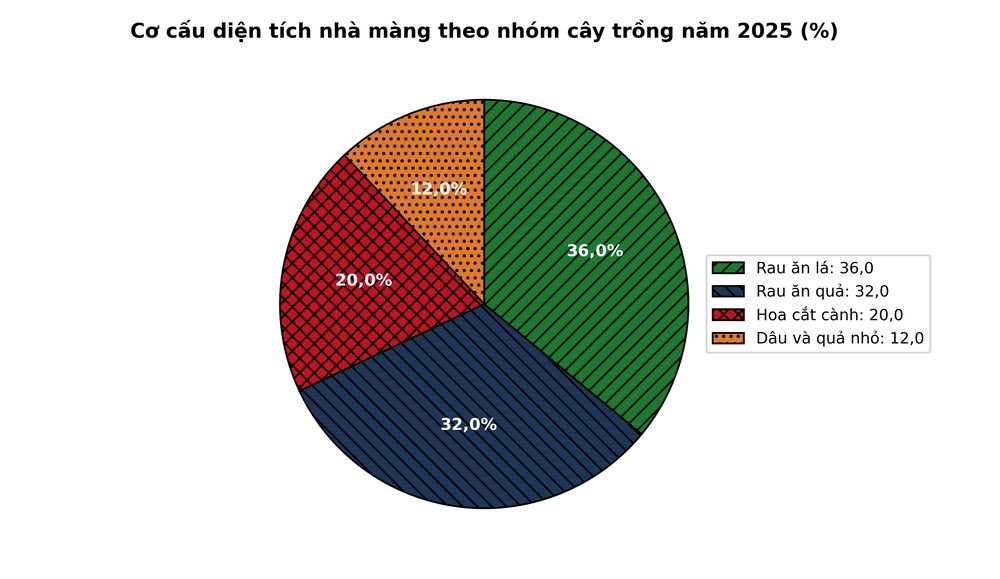 Cơ cấu diện tích nhà màng theo nhóm cây trồng năm 2025 (%)
12,0%
36,0%
20,0%
32,0%
Rau ăn lá: 36,0
Rau ăn quả: 32,0
Hoa cắt cành: 20,0
Dâu và quả nhỏ: 12,0